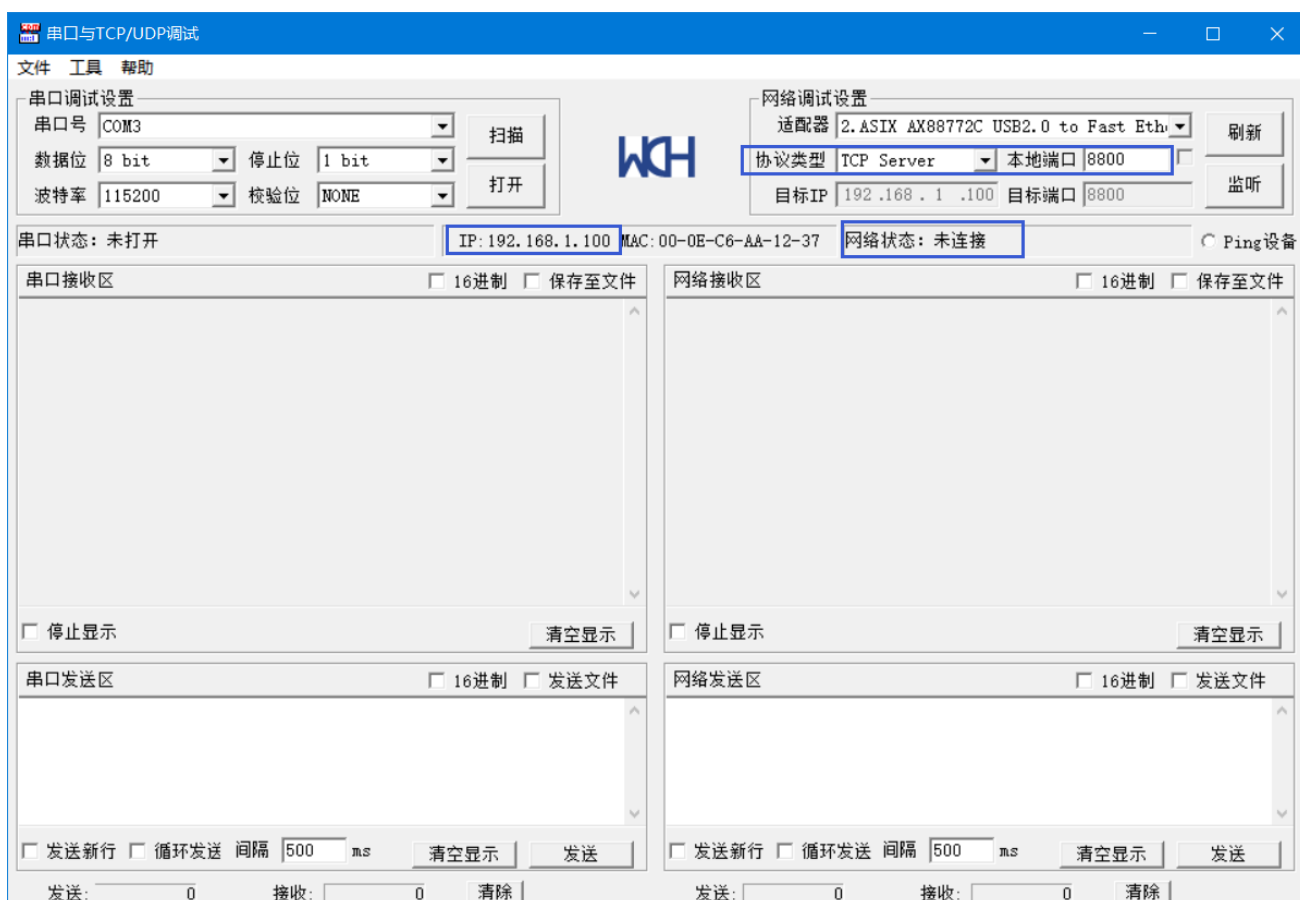 串口与TCP/UDP调试
文件 工具 帮助
串口调试设置 网络调试设置
串口号 COM3 扫描 适配器 2.ASIX AX88772C USB2.0 to Fast Eth 刷新
数据位 8 bit 停止位 1 bit WCH 协议类型 TCP Server 本地端口 8800
波特率 115200 校验位 NONE 打开 目标IP 192.168.1.100 目标端口 8800 监听
串口状态: 未打开 IP:192.168.1.100 MAC:00-0E-C6-AA-12-37 网络状态: 未连接 Ping设备
串口接收区 16进制 保存至文件 网络接收区 16进制 保存至文件
停止显示 清空显示 停止显示 清空显示
串口发送区 16进制 发送文件 网络发送区 16进制 发送文件
发送新行 循环发送 间隔 500 ms 清空显示 发送 发送新行 循环发送 间隔 500 ms 清空显示 发送
发送: 0 接收: 0 清除 发送: 0 接收: 0 清除